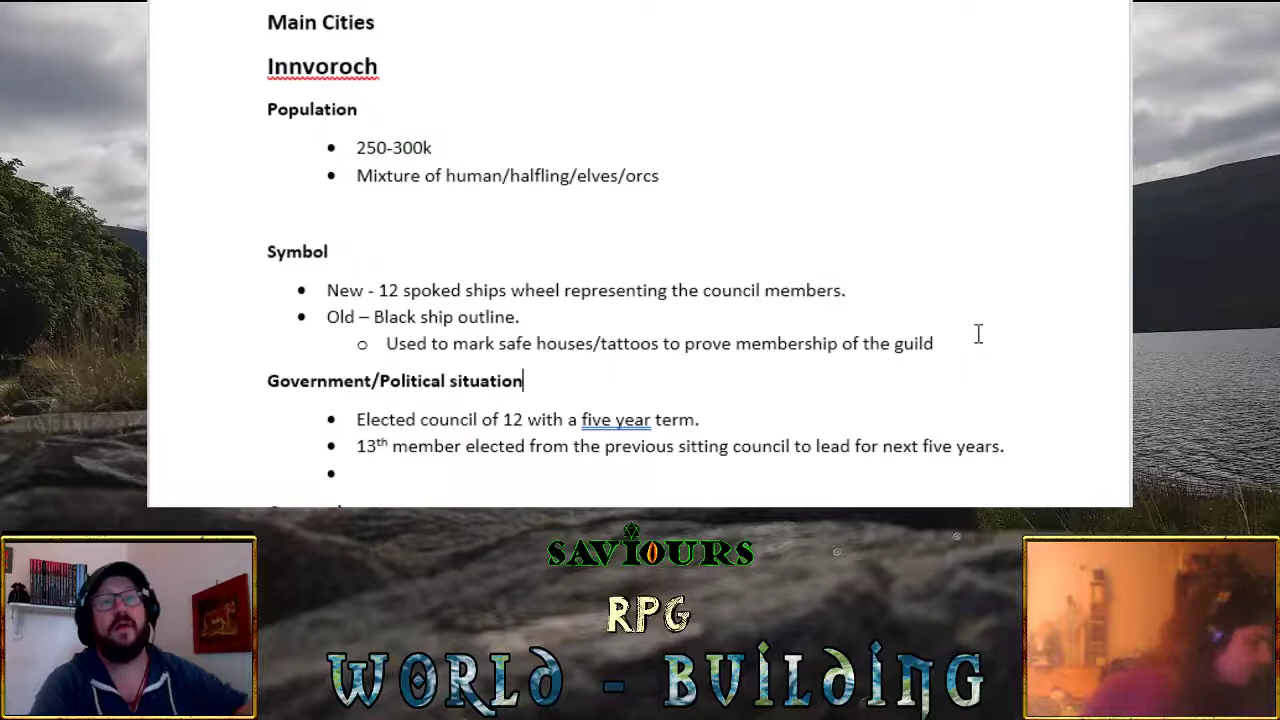 Main Cities
Innvoroch
Population
• 250-300k
• Mixture of human/halfling/elves/orcs
Symbol
• New - 12 spoked ships wheel representing the council members.
• Old – Black ship outline.
o Used to mark safe houses/tattoos to prove membership of the guild
Government/Political situation
• Elected council of 12 with a five year term.
• 13th member elected from the previous sitting council to lead for next five years.
•
SAVIOURS
RPG
WORLD - BUILDING